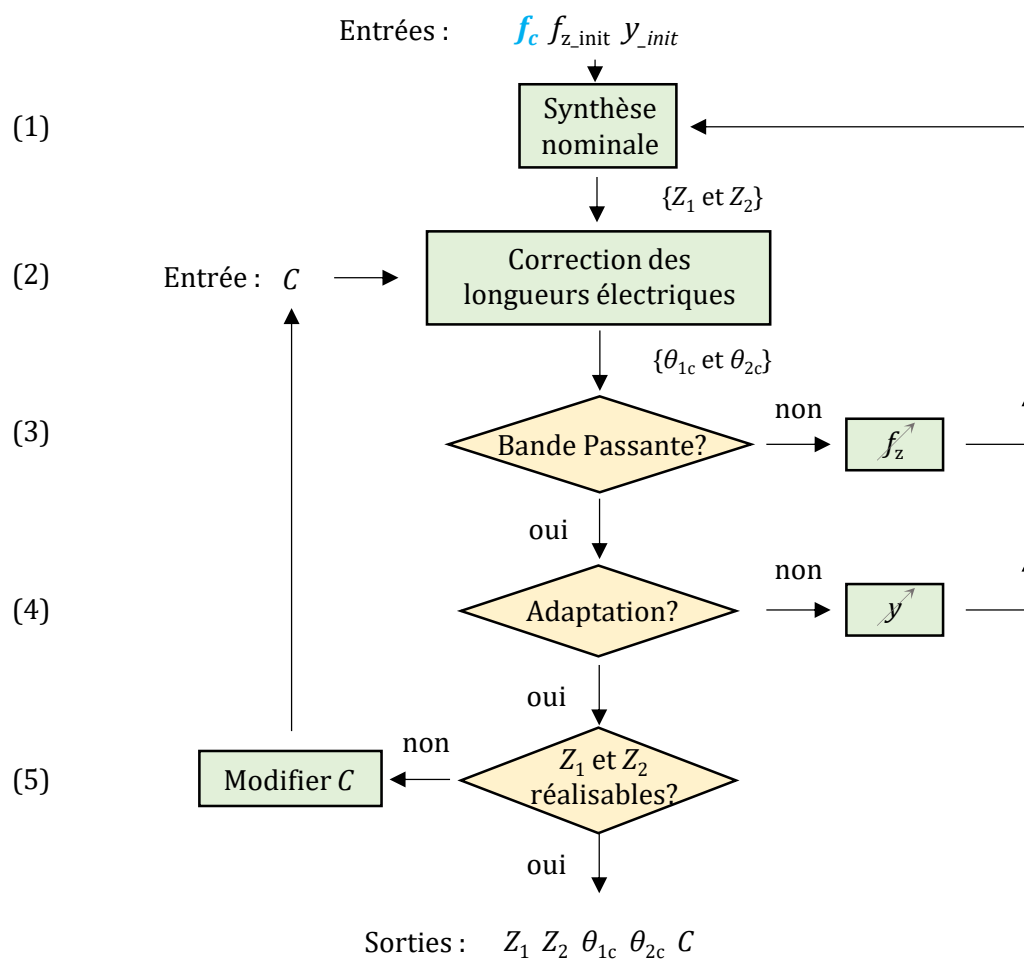 Entrées : f_c f_z_init y_init
(1)
Synthèse
nominale
{Z_1 et Z_2}
(2)
Entrée : C
Correction des
longueurs électriques
{θ_1c et θ_2c}
(3)
Bande Passante?
non
f_z
oui
(4)
Adaptation?
non
y
oui
(5)
Modifier C
non
Z_1 et Z_2
réalisables?
oui
Sorties : Z_1 Z_2 θ_1c θ_2c C